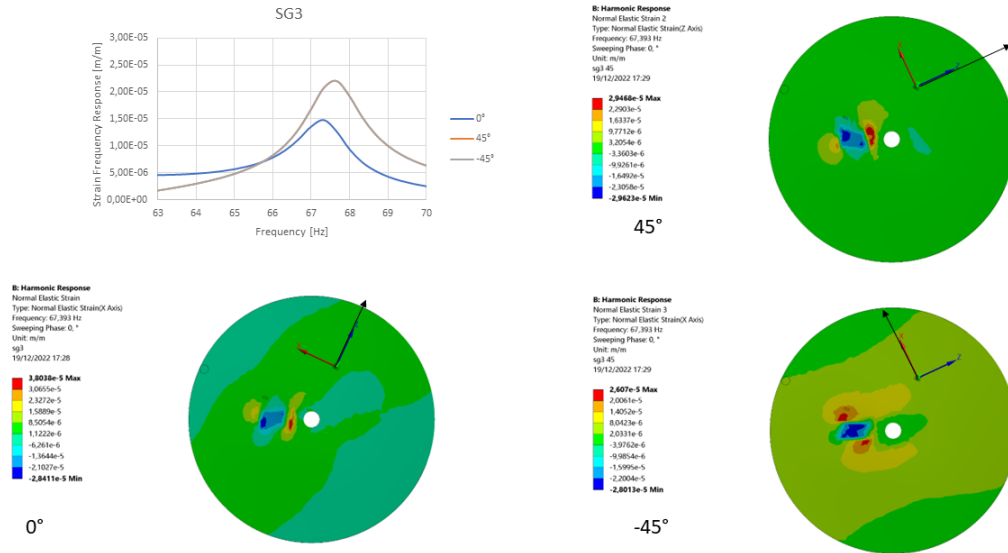 SG3
Strain Frequency Response [m/m]
3,00E-05
2,50E-05
2,00E-05
1,50E-05
1,00E-05
5,00E-06
0,00E+00
63
64
65
66
67
68
69
70
Frequency [Hz]
0°
45°
-45°
B: Harmonic Response
Normal Elastic Strain 2
Type: Normal Elastic Strain(Z Axis)
Frequency: 67,393 Hz
Sweeping Phase: 0, °
Unit: m/m
sg3 45
19/12/2022 17:29
2,9468e-5 Max
2,2903e-5
1,6337e-5
9,7712e-6
3,2054e-6
-3,3603e-6
-9,9261e-6
-1,6492e-5
-2,3058e-5
-2,9623e-5 Min
X
Z
45°
B: Harmonic Response
Normal Elastic Strain
Type: Normal Elastic Strain(X Axis)
Frequency: 67,393 Hz
Sweeping Phase: 0, °
Unit: m/m
sg3
19/12/2022 17:28
3,8038e-5 Max
3,0655e-5
2,3272e-5
1,5889e-5
8,5054e-6
1,1222e-6
-6,261e-6
-1,3644e-5
-2,1027e-5
-2,8411e-5 Min
X
Z
0°
B: Harmonic Response
Normal Elastic Strain 3
Type: Normal Elastic Strain(X Axis)
Frequency: 67,393 Hz
Sweeping Phase: 0, °
Unit: m/m
sg3 45
19/12/2022 17:29
2,607e-5 Max
2,0061e-5
1,4052e-5
8,0423e-6
2,0331e-6
-3,9762e-6
-9,9854e-6
-1,5995e-5
-2,2004e-5
-2,8013e-5 Min
X
Z
-45°